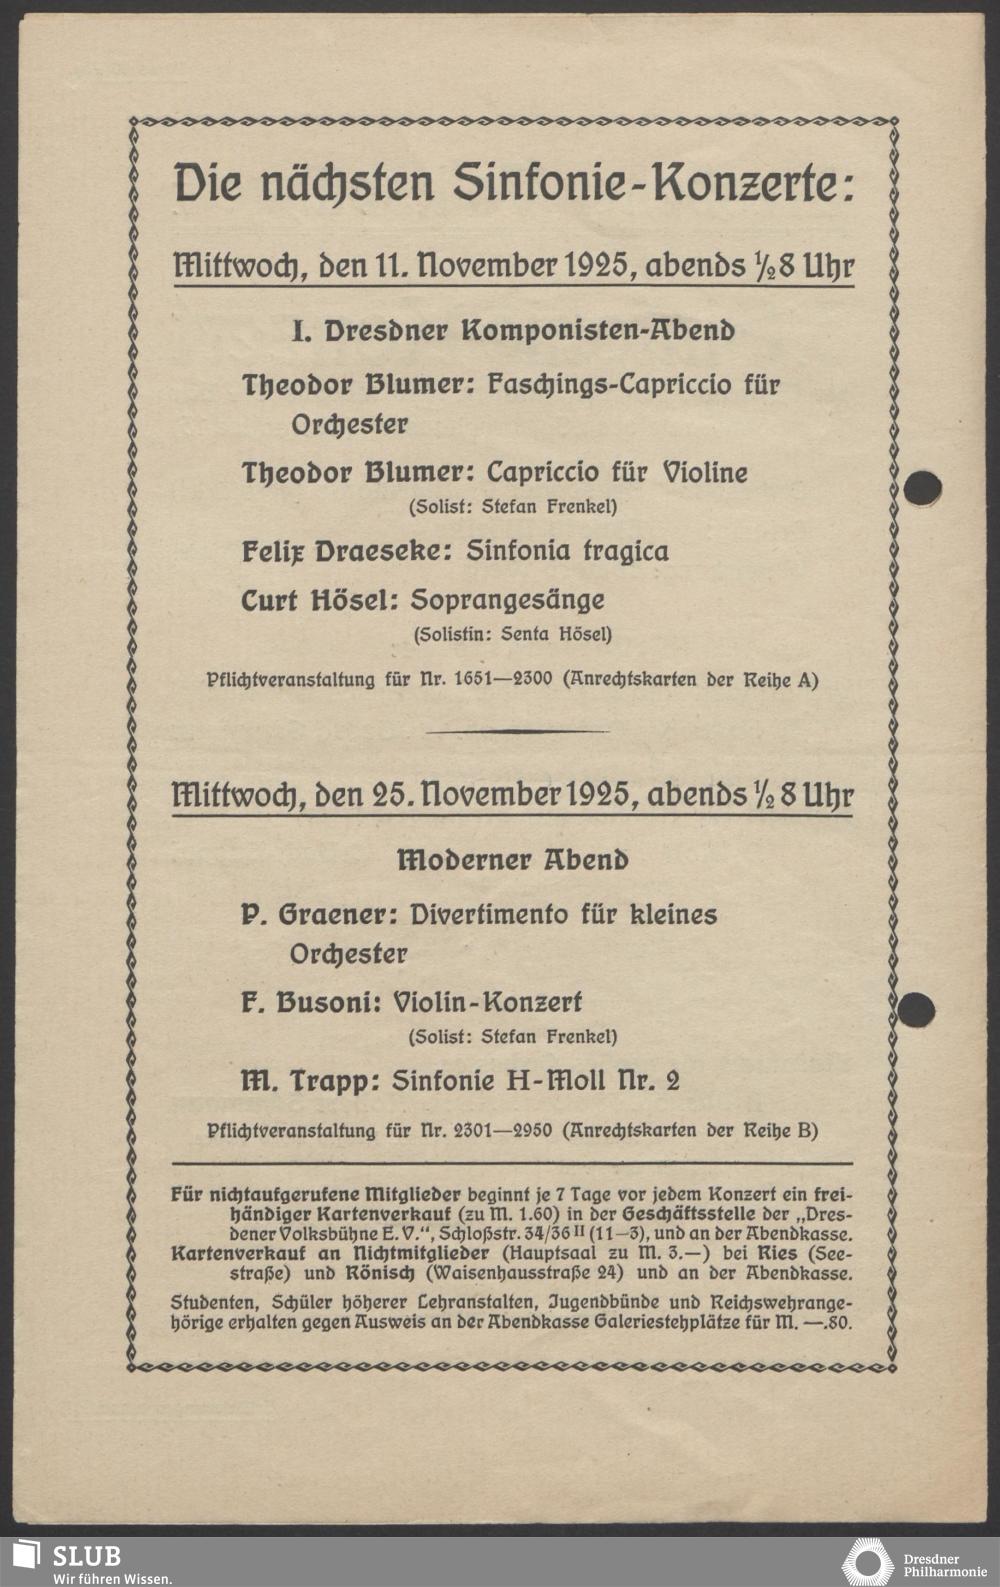 Die nächsten Sinfonie-Konzerte:
Mittwoch, den 11. November 1925, abends ½8 Uhr
I. Dresdner Komponisten-Abend
Theodor Blumer: Faschings-Capriccio für
Orchester
Theodor Blumer: Capriccio für Violine
(Solist: Stefan Frenkel)
Felix Draeseke: Sinfonia tragica
Curt Hösel: Soprangesänge
(Solistin: Senta Hösel)
Pflichtveranstaltung für Nr. 1651—2300 (Anrechtskarten der Reihe A)
Mittwoch, den 25. November 1925, abends ½8 Uhr
Moderner Abend
P. Graener: Divertimento für kleines
Orchester
F. Busoni: Violin-Konzert
(Solist: Stefan Frenkel)
M. Trapp: Sinfonie H-Moll Nr. 2
Pflichtveranstaltung für Nr. 2301—2950 (Anrechtskarten der Reihe B)
Für nichtaufgerufene Mitglieder beginnt je 7 Tage vor jedem Konzert ein frei-
händiger Kartenverkauf (zu M. 1.60) in der Geschäftsstelle der „Dres-
dener Volksbühne E. V.“, Schloßstr. 34/36 II (11—3), und an der Abendkasse.
Kartenverkauf an Nichtmitglieder (Hauptsaal zu M. 3.—) bei Ries (See-
straße) und Rönisch (Waisenhausstraße 24) und an der Abendkasse.
Studenten, Schüler höherer Lehranstalten, Jugendbünde und Reichswehrange-
hörige erhalten gegen Ausweis an der Abendkasse Galeriestehplätze für M. —.80.
SLUB
Wir führen Wissen.
Dresdner
Philharmonie